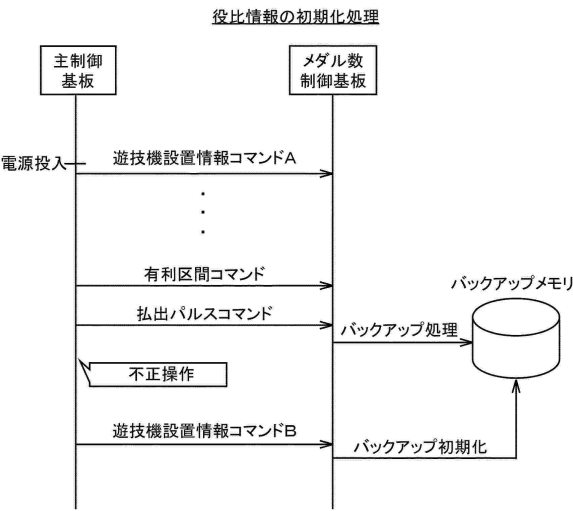 役比情報の初期化処理
主制御
基板
メダル数
制御基板
電源投入
遊技機設置情報コマンドA
有利区間コマンド
バックアップメモリ
払出パルスコマンド
バックアップ処理
不正操作
遊技機設置情報コマンドB
バックアップ初期化